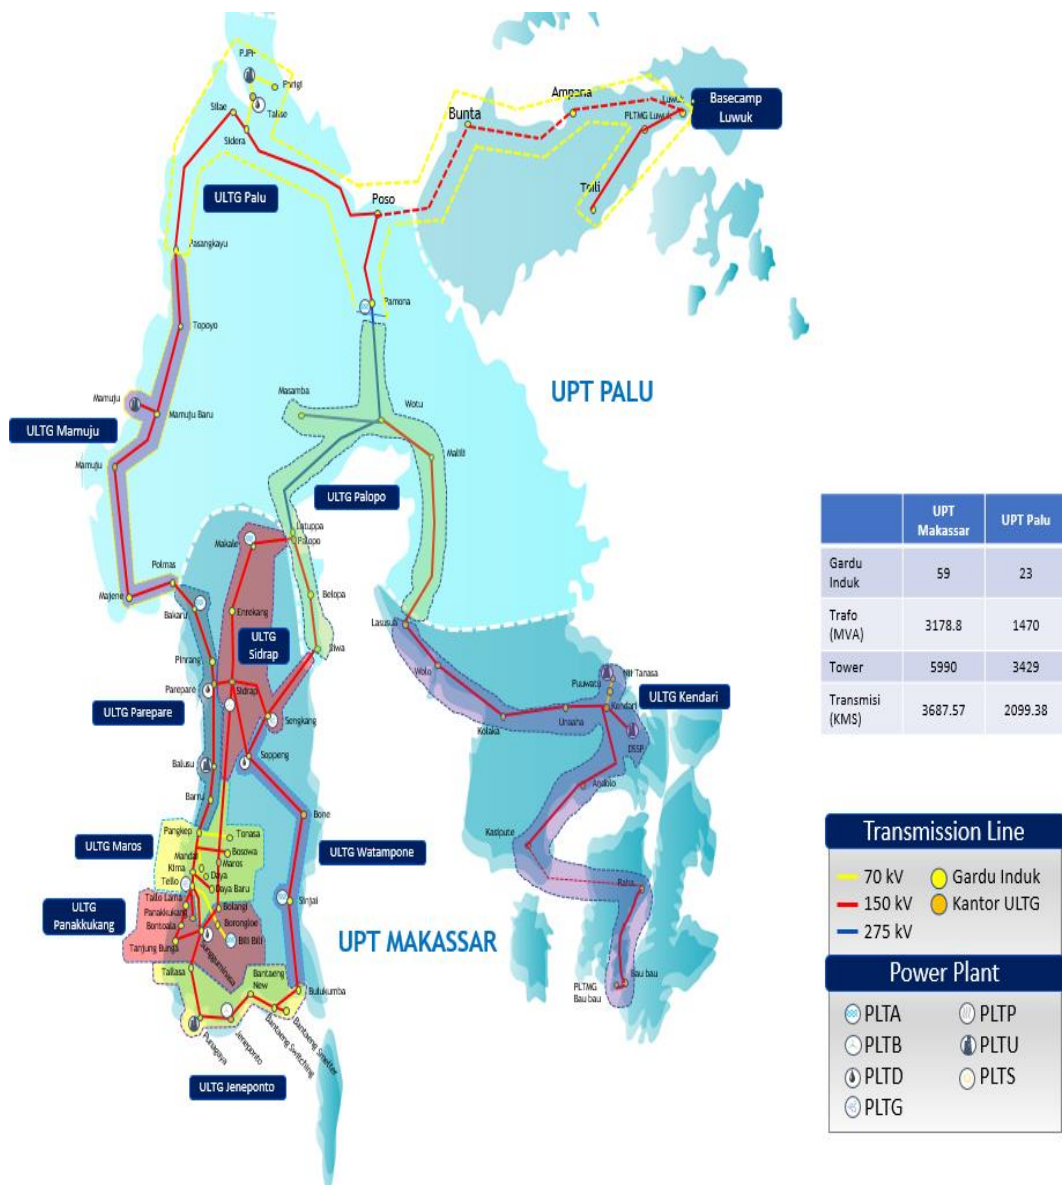 PJPP
Parigi
Silae
Talise
Sidera
Ampana
Luwuk
Basecamp
Luwuk
Bunta
PLTMG Luwuk
ULTG Palu
Poso
Toili
Pasangkayu
Pamona
Topoyo
UPT PALU
Masamba
Wotu
Mamuju
Mamuju Baru
ULTG Mamuju
Malili
Mamuju
ULTG Palopo
Latuppa
Palopo
Makale
Polmas
Majene
Bakaru
Belopa
Enrekang
Lasusua
ULTG
Sidrap
Siwa
Pinrang
Wolo
Nii Tanasa
Puuwatu
ULTG Kendari
Parepare
Sidrap
Kendari
ULTG Parepare
Sengkang
Unaaha
Kolaka
DSSP
Soppeng
Balusu
Andolo
Barru
Bone
Pangkep
Tonasa
Kasipute
ULTG Maros
Bosowa
ULTG Watampone
Mandai
Maros
Kima
Daya
Tello
Daya Baru
Raha
Tallo Lama
Sinjai
ULTG
Panakkukang
Panakkukang
Bolangi
Bontoala
Borongloe
Tanjung Bunga
Bili Bili
UPT MAKASSAR
Sungguminasa
Tallasa
Bantaeng
New
Bulukumba
PLTMG
Bau bau
Bau bau
Punagaya
Jeneponto
Bantaeng Switching
Bantaeng Smelter
ULTG Jeneponto
UPT Makassar UPT Palu
Gardu Induk 59 23
Trafo (MVA) 3178.8 1470
Tower 5990 3429
Transmisi (KMS) 3687.57 2099.38
Transmission Line
70 kV Gardu Induk
150 kV Kantor ULTG
275 kV
Power Plant
PLTA PLTP
PLTB PLTU
PLTD PLTS
PLTG